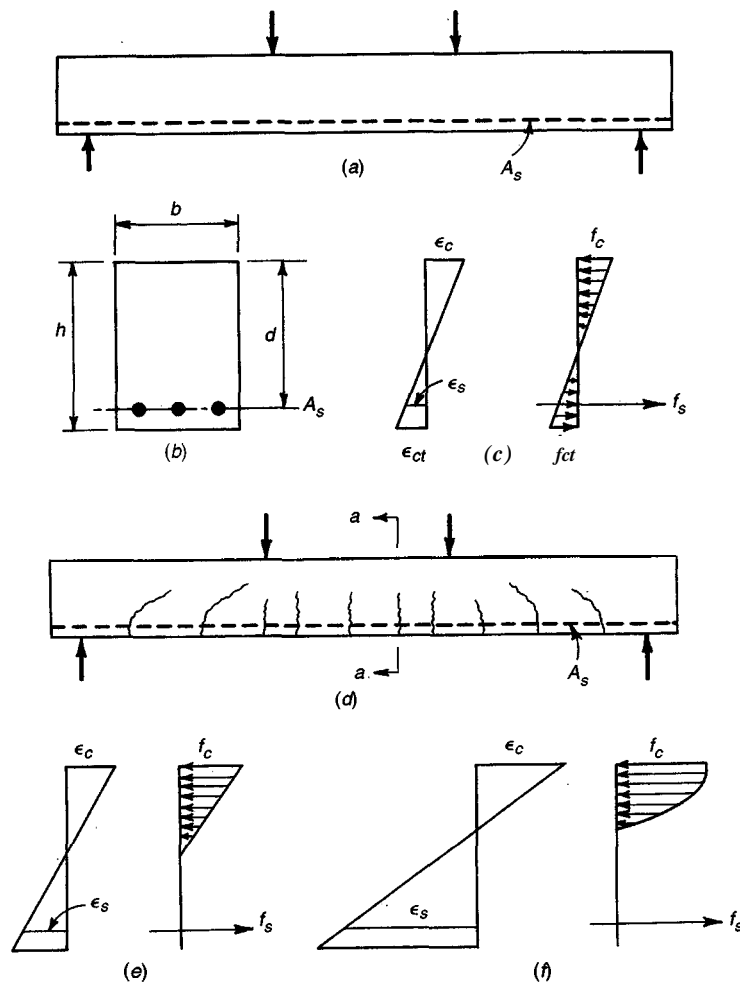 A_s
(a)
b
h
d
A_s
(b)
ϵ_c
ϵ_s
ϵ_ct
f_c
f_s
(c)
fct
a
a
A_s
(d)
ϵ_c
ϵ_s
f_c
f_s
(e)
ϵ_c
ϵ_s
f_c
f_s
(f)